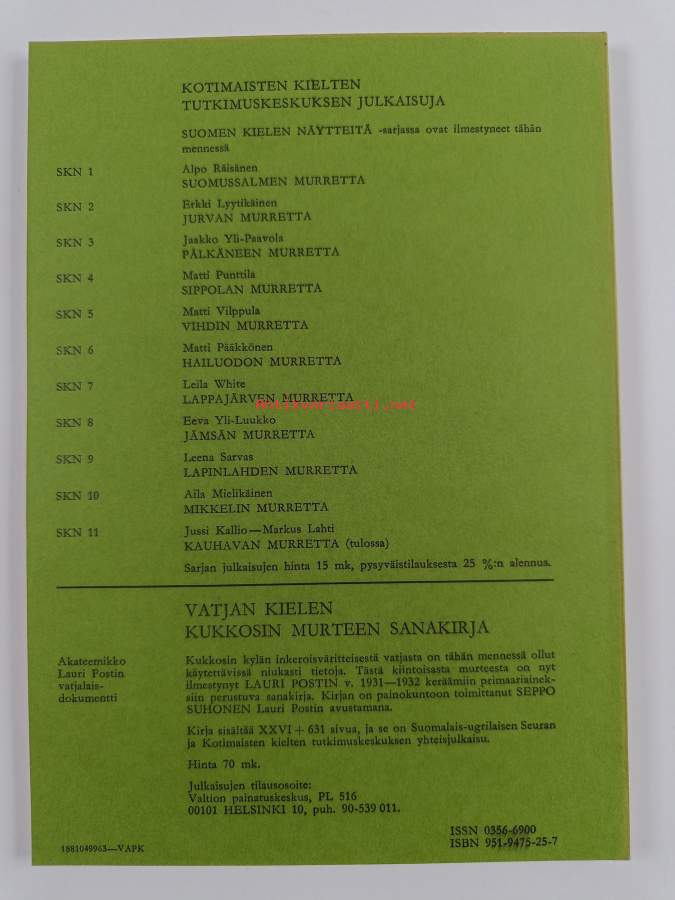 KOTIMAISTEN KIELTEN
TUTKIMUSKESKUKSEN JULKAISUJA
SUOMEN KIELEN NÄYTTEITÄ -sarjassa ovat ilmestyneet tähän
mennessä
SKN 1 Alpo Räisänen
SUOMUSSALMEN MURRETTA
SKN 2 Erkki Lyytikäinen
JURVAN MURRETTA
SKN 3 Jaakko Yli-Paavola
PÄLKÄNEEN MURRETTA
SKN 4 Matti Punttila
SIPPOLAN MURRETTA
SKN 5 Matti Vilppula
VIHDIN MURRETTA
SKN 6 Matti Pääkkönen
HAILUODON MURRETTA
SKN 7 Leila White
LAPPAJÄRVEN MURRETTA
Antikvariaatti.net
SKN 8 Eeva Yli-Luukko
JÄMSÄN MURRETTA
SKN 9 Leena Sarvas
LAPINLAHDEN MURRETTA
SKN 10 Aila Mielikäinen
MIKKELIN MURRETTA
SKN 11 Jussi Kallio—Markus Lahti
KAUHAVAN MURRETTA (tulossa)
Sarjan julkaisujen hinta 15 mk, pysyväistilauksesta 25 %:n alennus.
VATJAN KIELEN
KUKKOSIN MURTEEN SANAKIRJA
Akateemikko
Lauri Postin
vatjalais-
dokumentti
Kukkosin kylän inkeroisväritteisestä vatjasta on tähän mennessä ollut
käytettävissä niukasti tietoja. Tästä kiintoisasta murteesta on nyt
ilmestynyt LAURI POSTIN v. 1931—1932 keräämiin primaariainek-
siin perustuva sanakirja. Kirjan on painokuntoon toimittanut SEPPO
SUHONEN Lauri Postin avustamana.
Kirja sisältää XXVI + 631 sivua, ja se on Suomalais-ugrilaisen Seuran
ja Kotimaisten kielten tutkimuskeskuksen yhteisjulkaisu.
Hinta 70 mk.
Julkaisujen tilausosoite:
Valtion painatuskeskus, PL 516
00101 HELSINKI 10, puh. 90-539 011.
ISSN 0356-6900
ISBN 951-9475-25-7
1881049963—VAPK